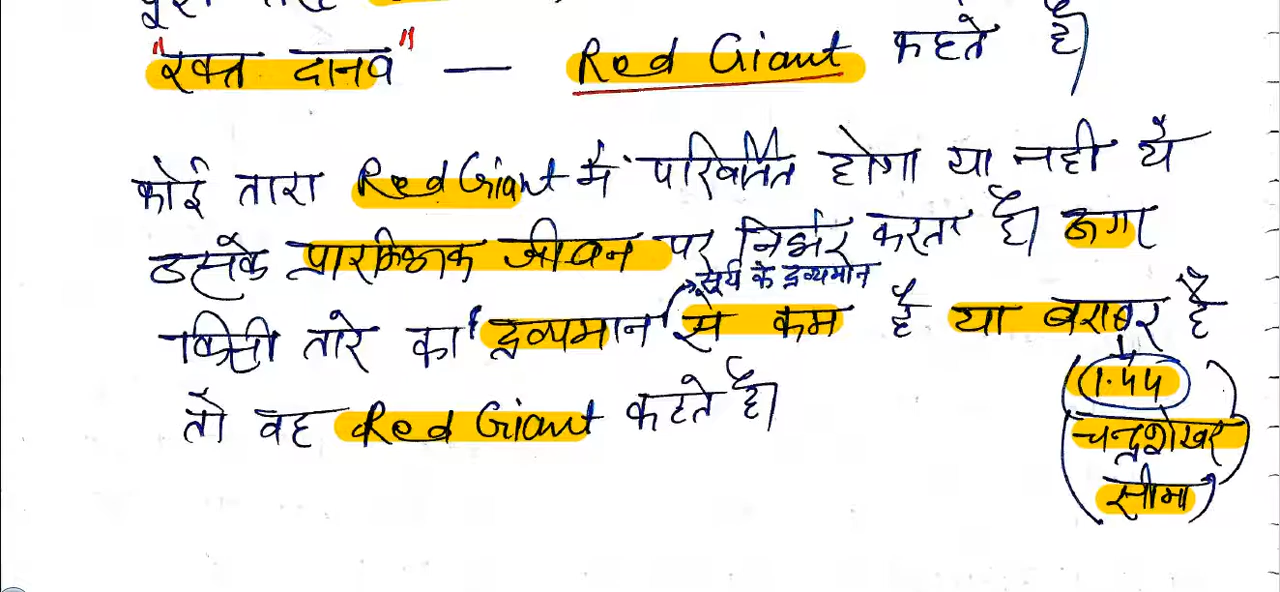 "रक्त दानव" — Red Giant कहते है।
कोई तारा Red Giant में परिवर्तित होगा या नही ये
उसके प्रारम्भिक जीवन पर निर्भर करता है। अगर
सूर्य के द्रव्यमान
किसी तारे का द्रव्यमान से कम है या बराबर है
(1.44
तो वह Red Giant कहते है।
चन्द्रशेखर
सीमा)